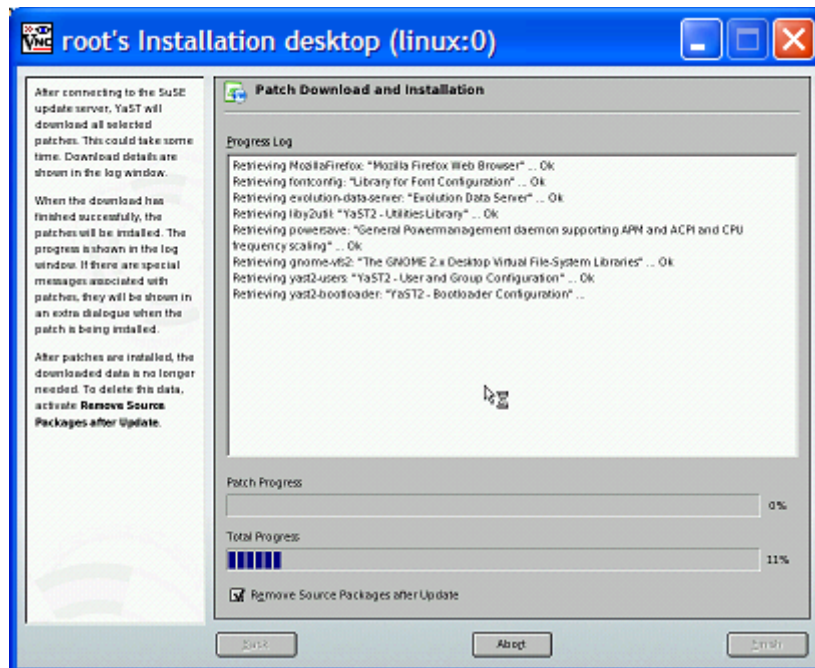 VNC root's Installation desktop (linux:0)
After connecting to the SuSE
update server, YaST will
download all selected
patches. This could take some
time. Download details are
shown in the log window.
When the download has
finished successfully, the
patches will be installed. The
progress is shown in the log
window. If there are special
messages associated with
patches, they will be shown in
an extra dialogue when the
patch is being installed.
After patches are installed, the
downloaded data is no longer
needed. To delete this data,
activate Remove Source
Packages after Update.
Patch Download and Installation
Progress Log
Retrieving MozillaFirefox: "Mozilla Firefox Web Browser" ... Ok
Retrieving fontconfig: "Library for Font Configuration" ... Ok
Retrieving evolution-data-server: "Evolution Data Server" ... Ok
Retrieving liby2util: "YaST2 - Utilities Library" ... Ok
Retrieving powersave: "General Powermanagement daemon supporting APM and ACPI and CPU
frequency scaling" ... Ok
Retrieving gnome-vfs2: "The GNOME 2.x Desktop Virtual File-System Libraries" ... Ok
Retrieving yast2-users: "YaST2 - User and Group Configuration" ... Ok
Retrieving yast2-bootloader: "YaST2 - Bootloader Configuration" ...
Patch Progress
0%
Total Progress
11%
Remove Source Packages after Update
Back Abort Finish